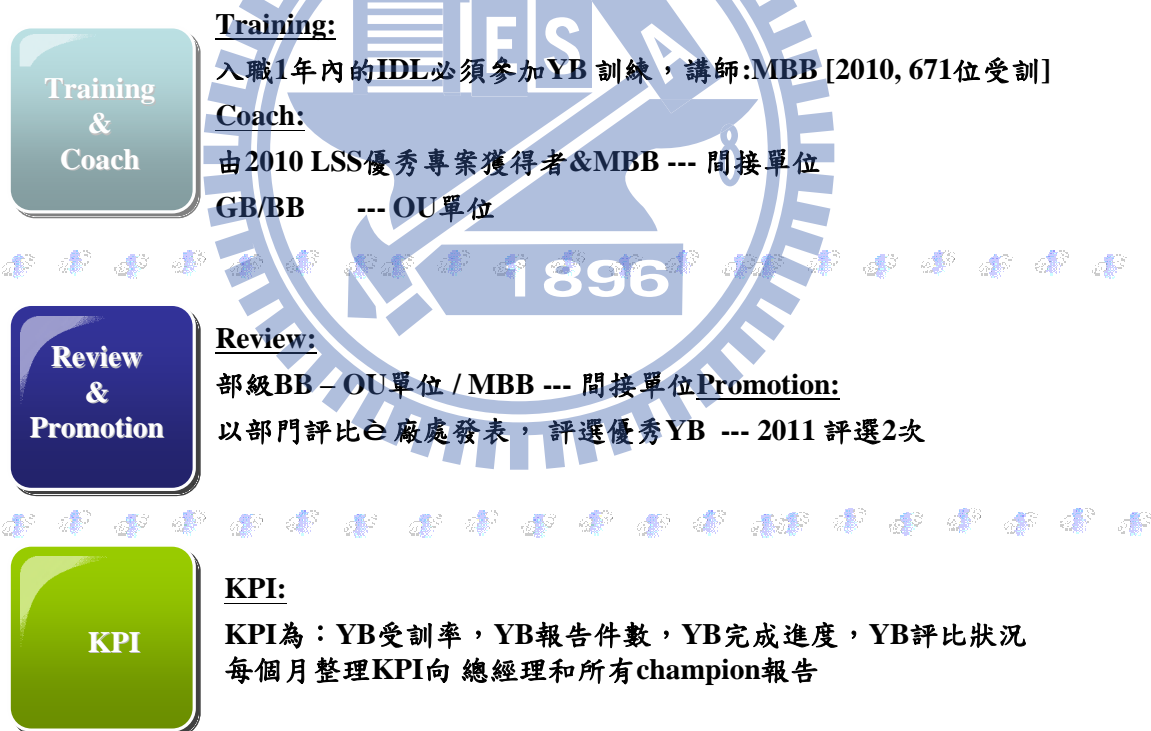 Training
&
Coach
Training:
入職1年內的IDL必須參加YB 訓練，講師:MBB [2010, 671位受訓]
Coach:
由2010 LSS優秀專案獲得者&MBB --- 間接單位
GB/BB --- OU單位
ESA
1896
8
Review
&
Promotion
Review:
部級BB – OU單位 / MBB --- 間接單位Promotion:
以部門評比è 廠處發表， 評選優秀YB --- 2011 評選2次
KPI
KPI:
KPI為：YB受訓率，YB報告件數，YB完成進度，YB評比狀況
每個月整理KPI向 總經理和所有champion報告